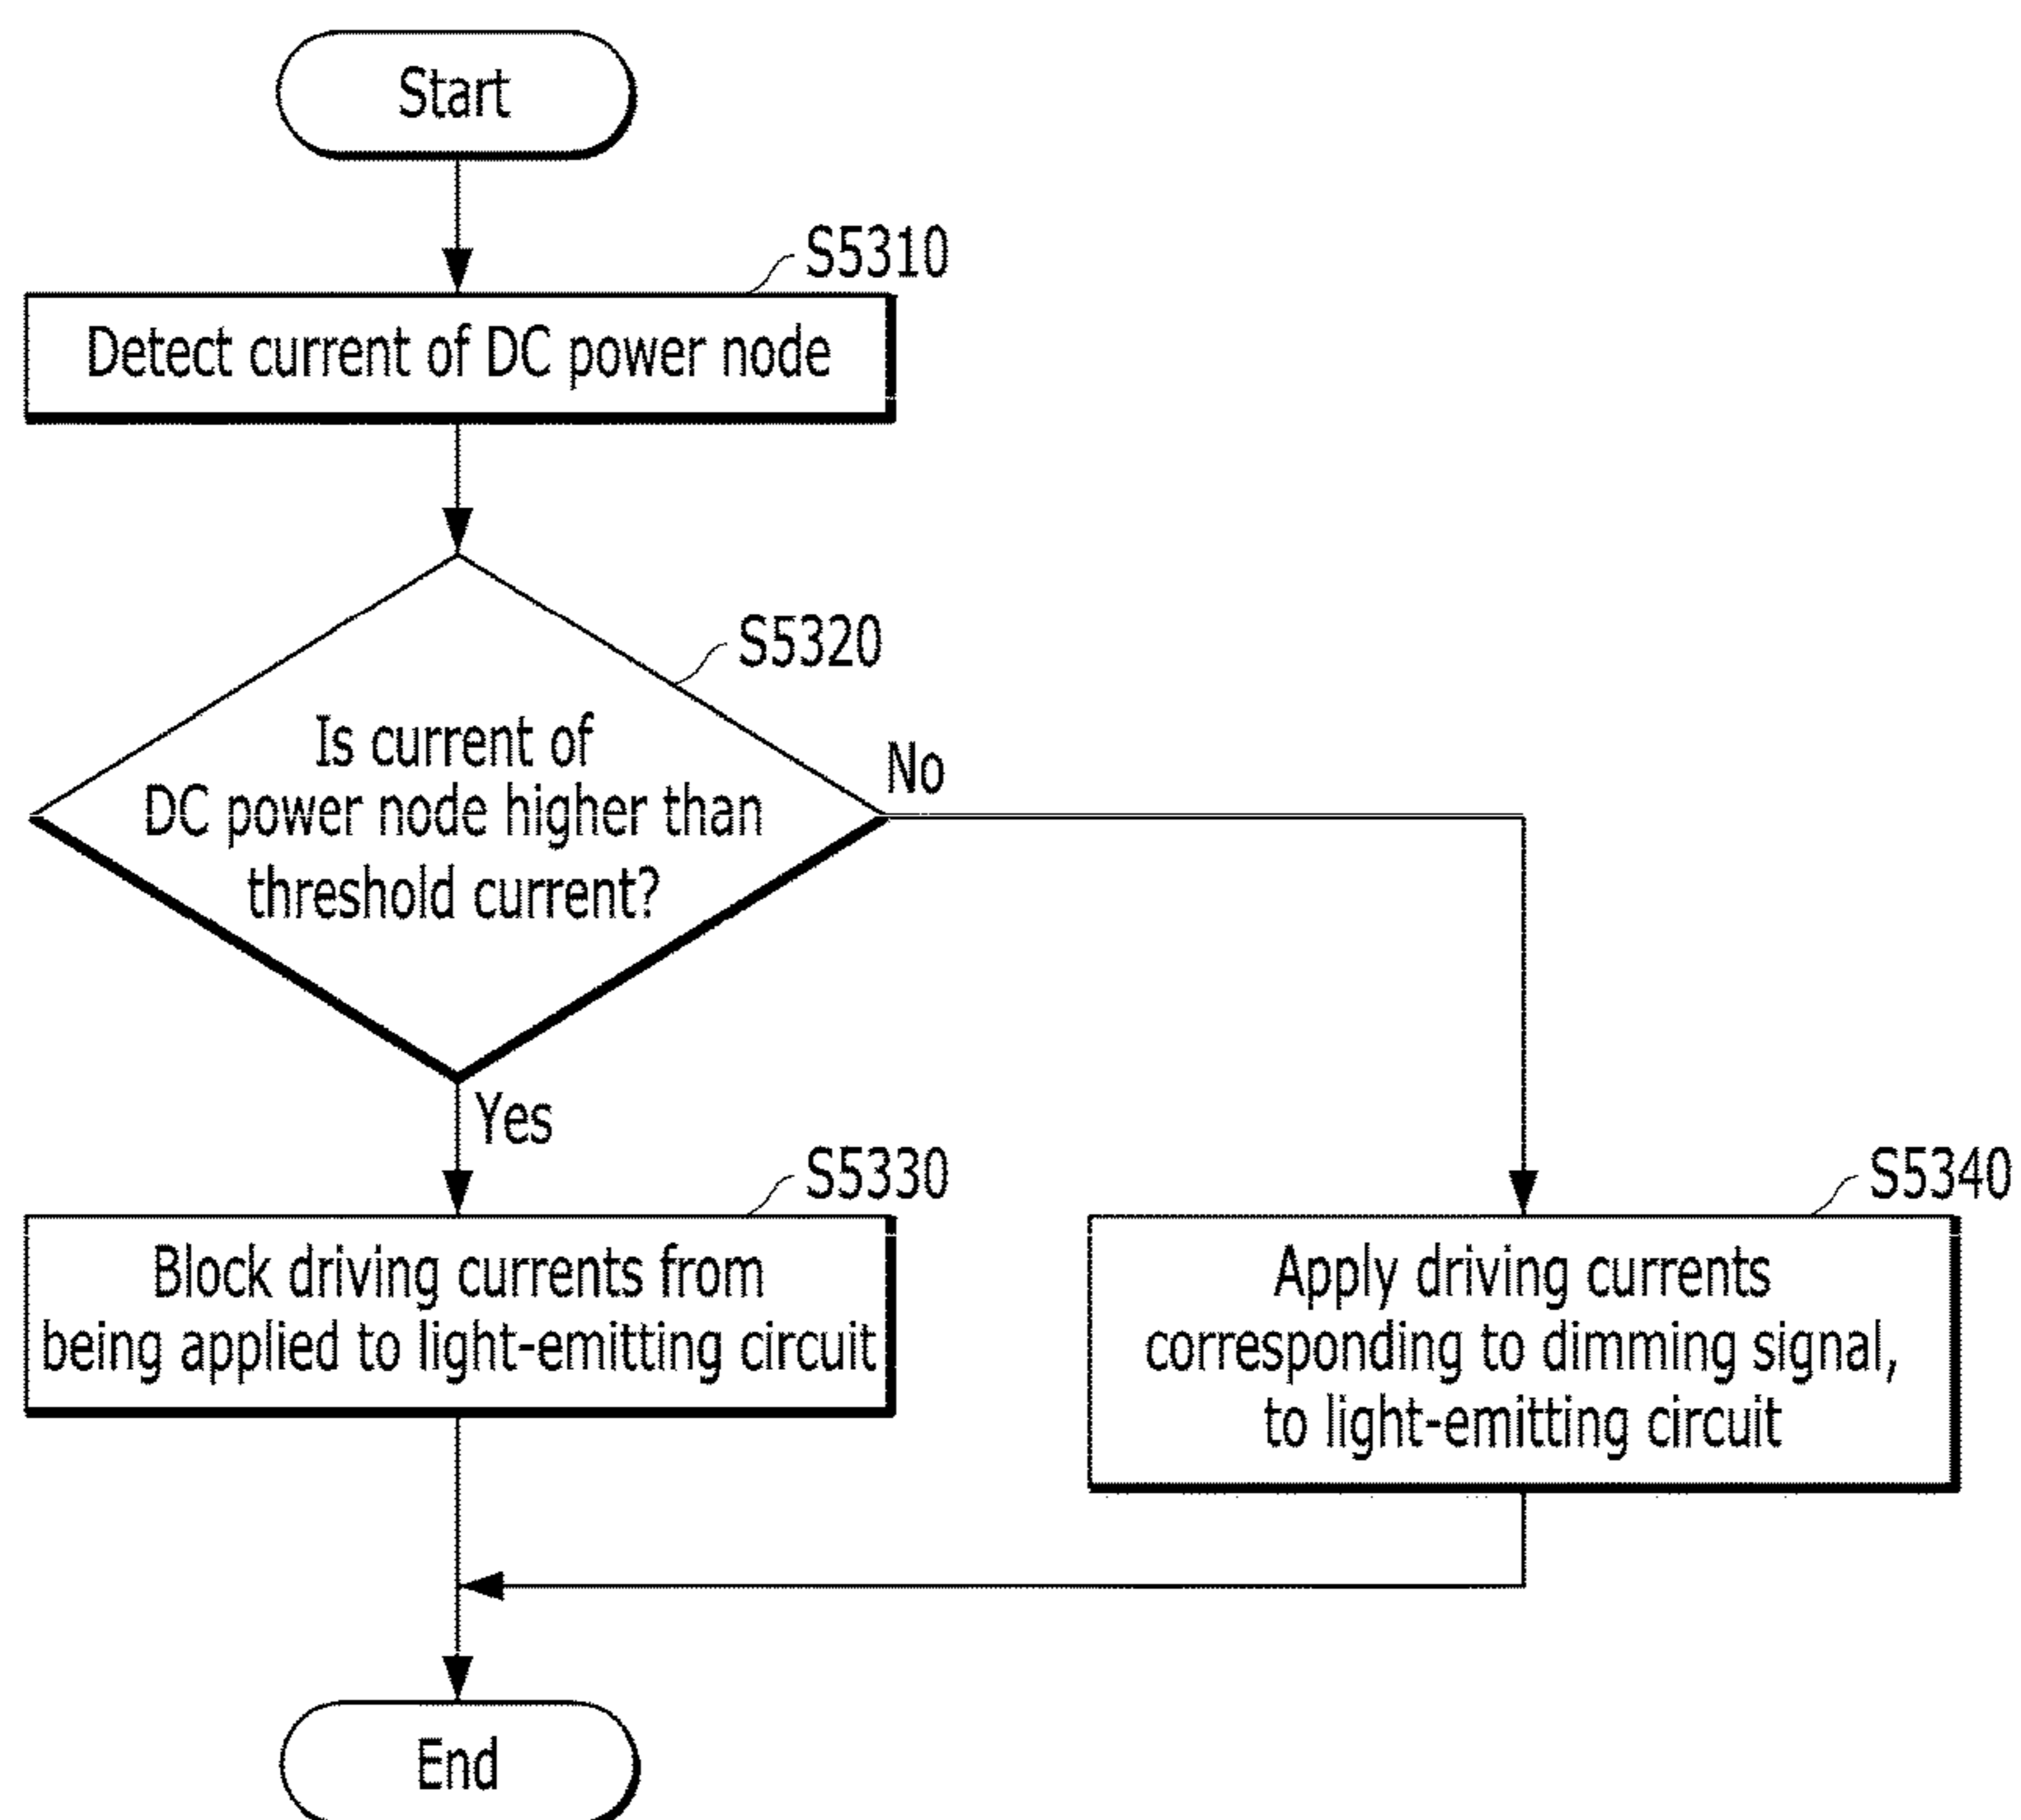 Start
S5310
Detect current of DC power node
S5320
Is current of
DC power node higher than
threshold current?
No
Yes
S5330
Block driving currents from
being applied to light-emitting circuit
S5340
Apply driving currents
corresponding to dimming signal,
to light-emitting circuit
End